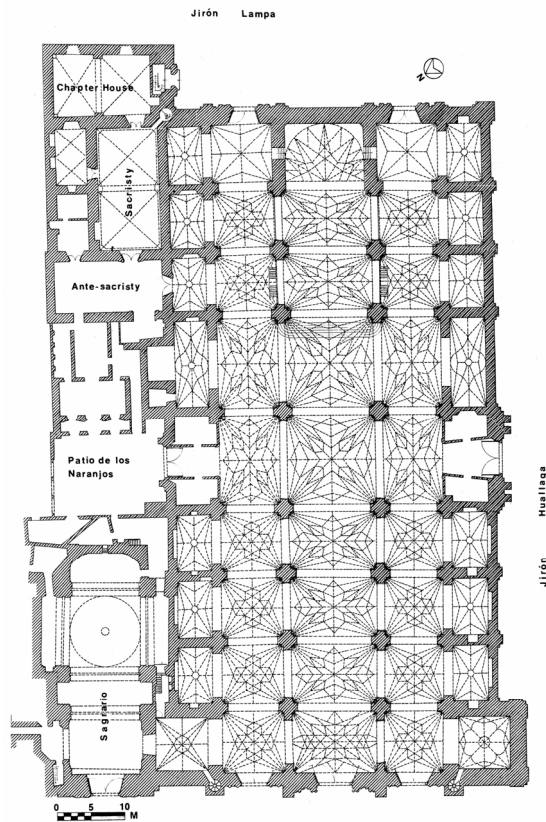 Jirón Lampa
N
Chapter House
Sacristy
Ante-sacristy
Patio de los
Naranjos
Jirón Huallaga
Sagrario
0 5 10
M